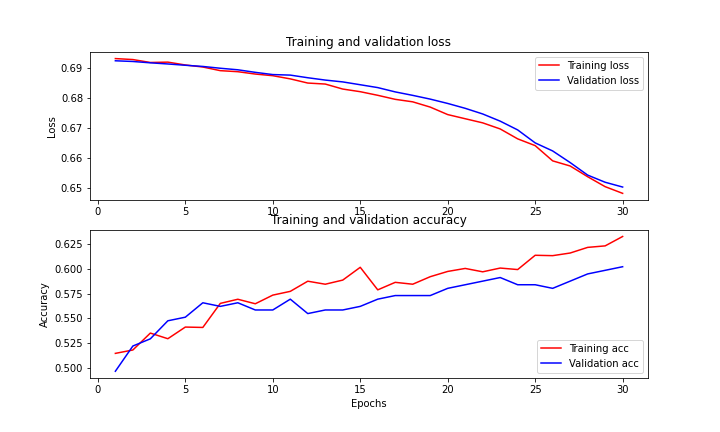 Training and validation loss
0.69
0.68
0.67
0.66
0.65
Loss
Training loss
Validation loss
0 5 10 15 20 25 30
Training and validation accuracy
0.625
0.600
0.575
0.550
0.525
0.500
Accuracy
Training acc
Validation acc
0 5 10 15 20 25 30
Epochs